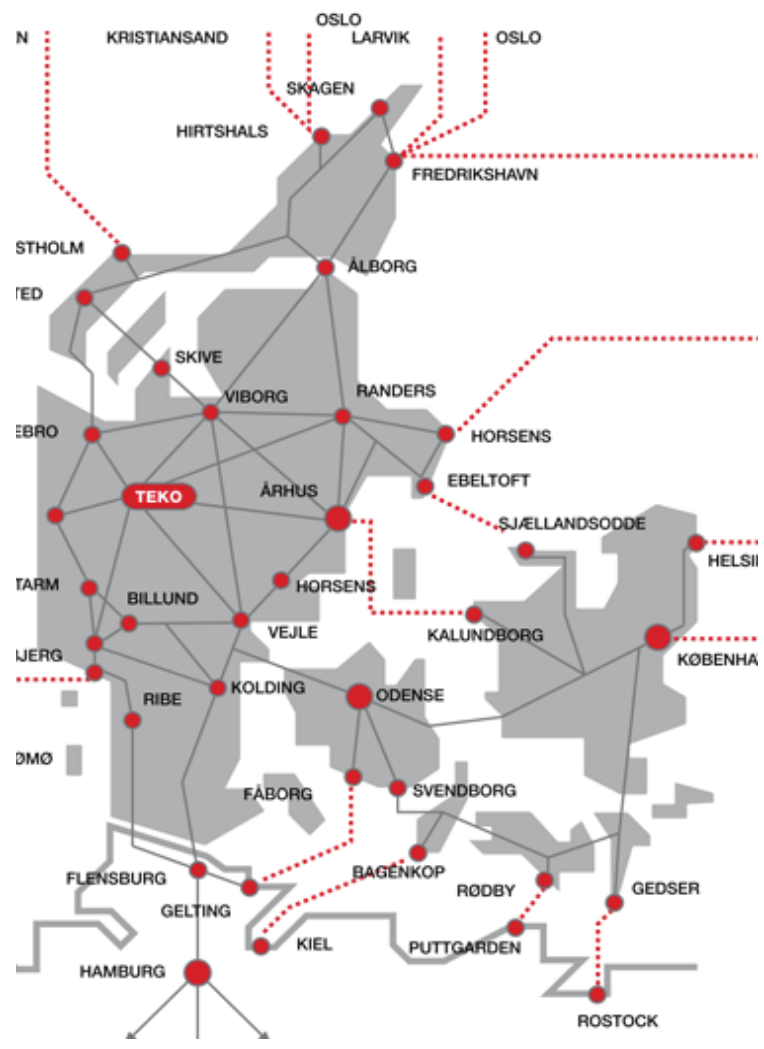 OSLO
N
KRISTIANSAND
LARVIK
OSLO
SKAGEN
HIRTSHALS
FREDRIKSHAVN
STHOLM
ÅLBORG
TED
SKIVE
VIBORG
RANDERS
EBRO
HORSENS
TEKO
ÅRHUS
EBELTOFT
SJÆLLANDSODDE
HELSI
TARM
BILLUND
HORSENS
VEJLE
KALUNDBORG
JERG
KØBENHA
KOLDING
ODENSE
RIBE
ØMØ
FÅBORG
SVENDBORG
FLENSBURG
BAGENKOP
RØDBY
GEDSER
GELTING
KIEL
PUTTGARDEN
HAMBURG
ROSTOCK